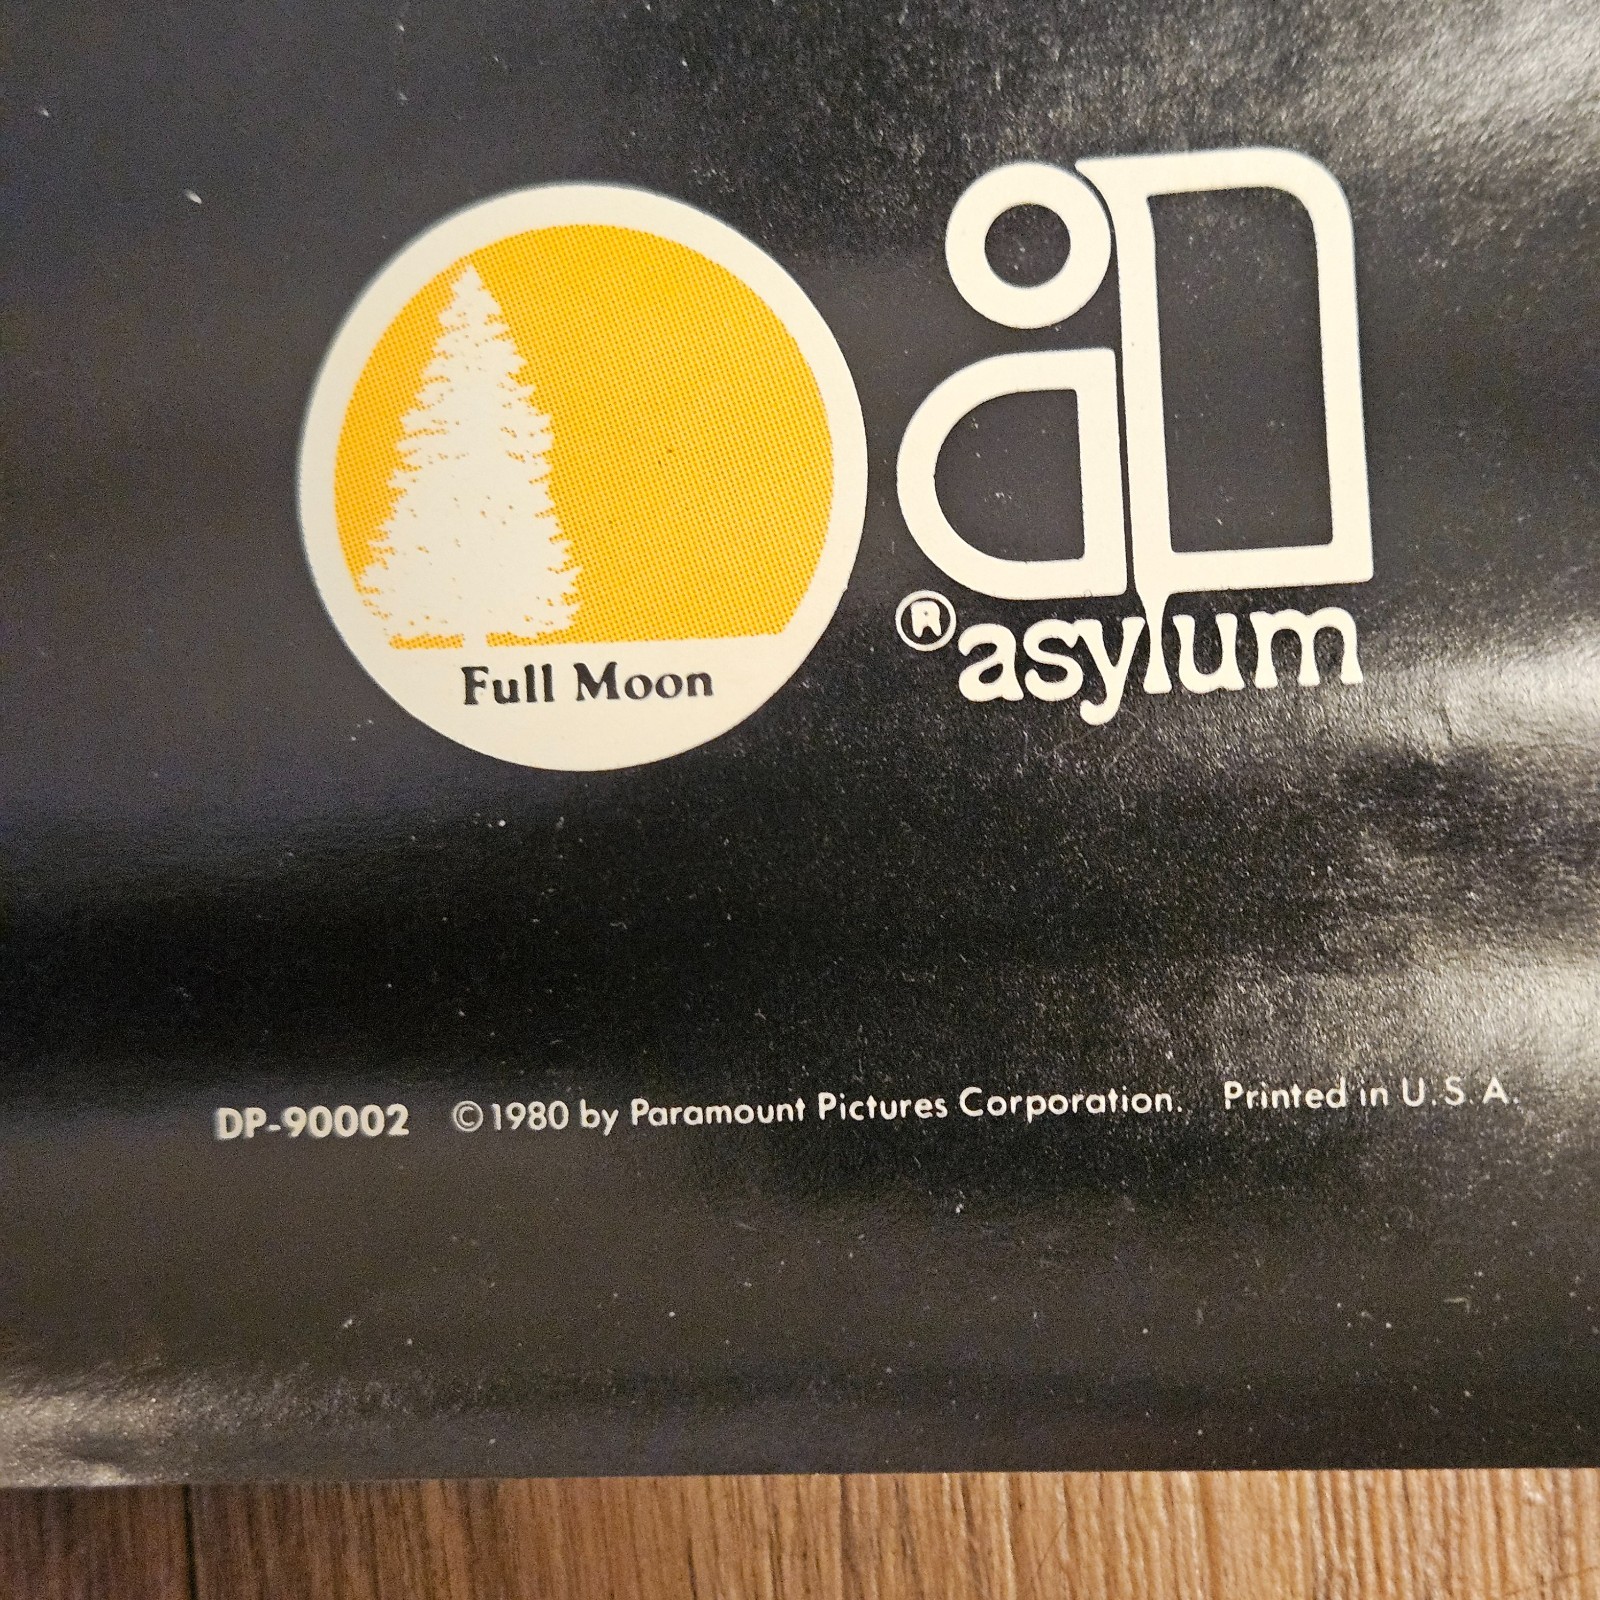 Full Moon
® asylum
DP-90002 © 1980 by Paramount Pictures Corporation. Printed in U.S.A.